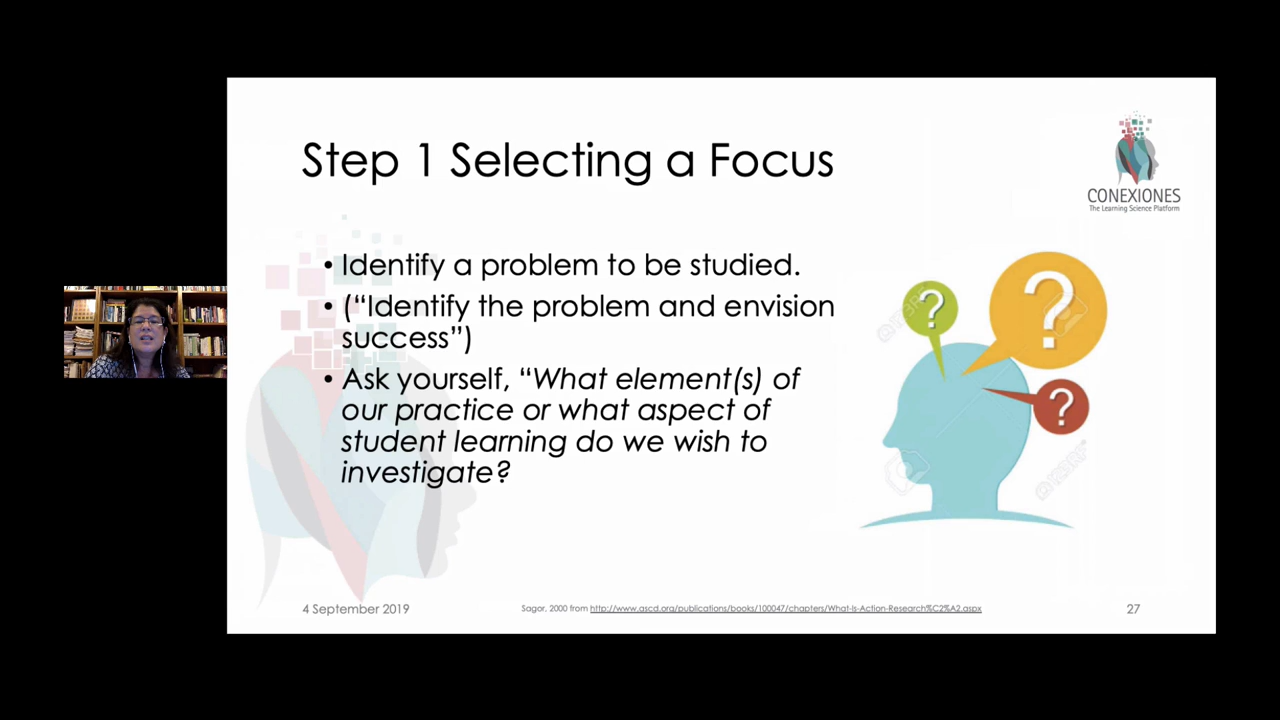 Step 1 Selecting a Focus
CONEXIONES
The Learning Science Platform
• Identify a problem to be studied.
• (“Identify the problem and envision
success”)
• Ask yourself, “What element(s) of
our practice or what aspect of
student learning do we wish to
investigate?
?
?
?
4 September 2019
Sagor, 2000 from http://www.ascd.org/publications/books/100047/chapters/What-Is-Action-Research%C2%A2.aspx
27